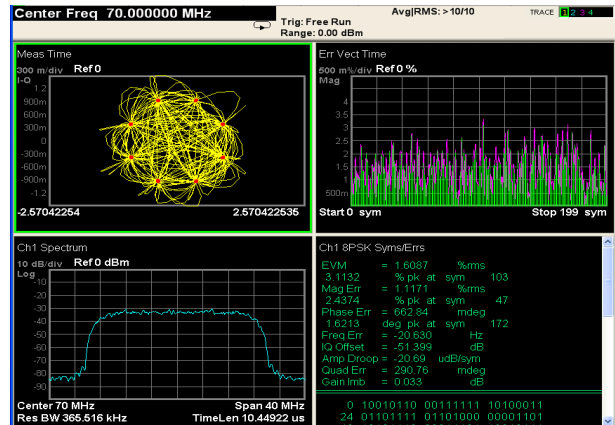 Center Freq 70.000000 MHz
Trig: Free Run
Range: 0.00 dBm
Avg|RMS: >10/10
TRACE 1 2 3 4
Meas Time
300 m/div Ref 0
I-Q
1.2
900m
600m
300m
0
-300m
-600m
-900m
-1.2
-2.57042254 2.570422535
Err Vect Time
500 m%/div Ref 0 %
Mag
4
3.5
3
2.5
2
1.5
1
500m
Start 0 sym Stop 199 sym
Ch1 Spectrum
10 dB/div Ref 0 dBm
Log
-10
-20
-30
-40
-50
-60
-70
-80
-90
Center 70 MHz Span 40 MHz
Res BW 365.516 kHz TimeLen 10.44922 us
Ch1 8PSK Syms/Errs
EVM = 1.6087 %rms
3.1132 % pk at sym 103
Mag Err = 1.1171 %rms
2.4374 % pk at sym 47
Phase Err = 662.84 mdeg
1.6213 deg pk at sym 172
Freq Err = -20.630 Hz
IQ Offset = -51.399 dB
Amp Droop = -20.69 udB/sym
Quad Err = 290.76 mdeg
Gain Imb = 0.033 dB
0 10010110 00111111 10100011
24 01101111 01101000 00001101